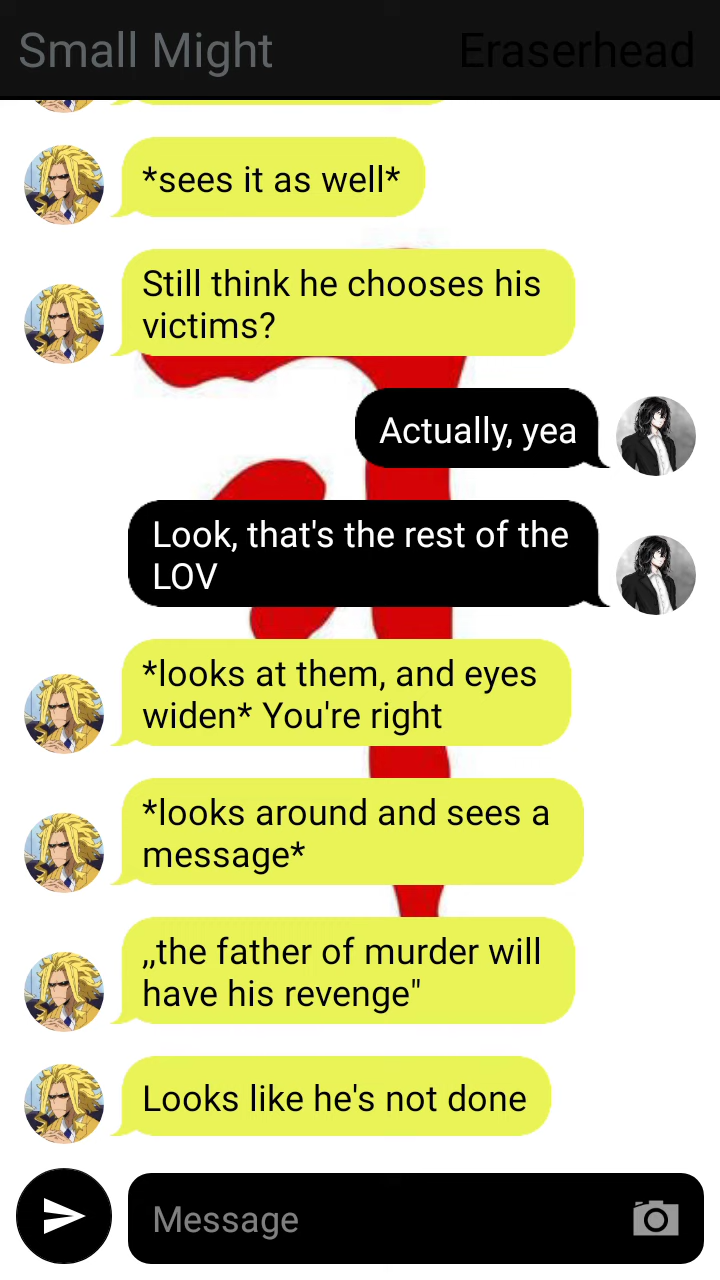 Small Might
Eraserhead
*sees it as well*
Still think he chooses his
victims?
Actually, yea
Look, that's the rest of the
LOV
*looks at them, and eyes
widen* You're right
*looks around and sees a
message*
,,the father of murder will
have his revenge"
Looks like he's not done
Message